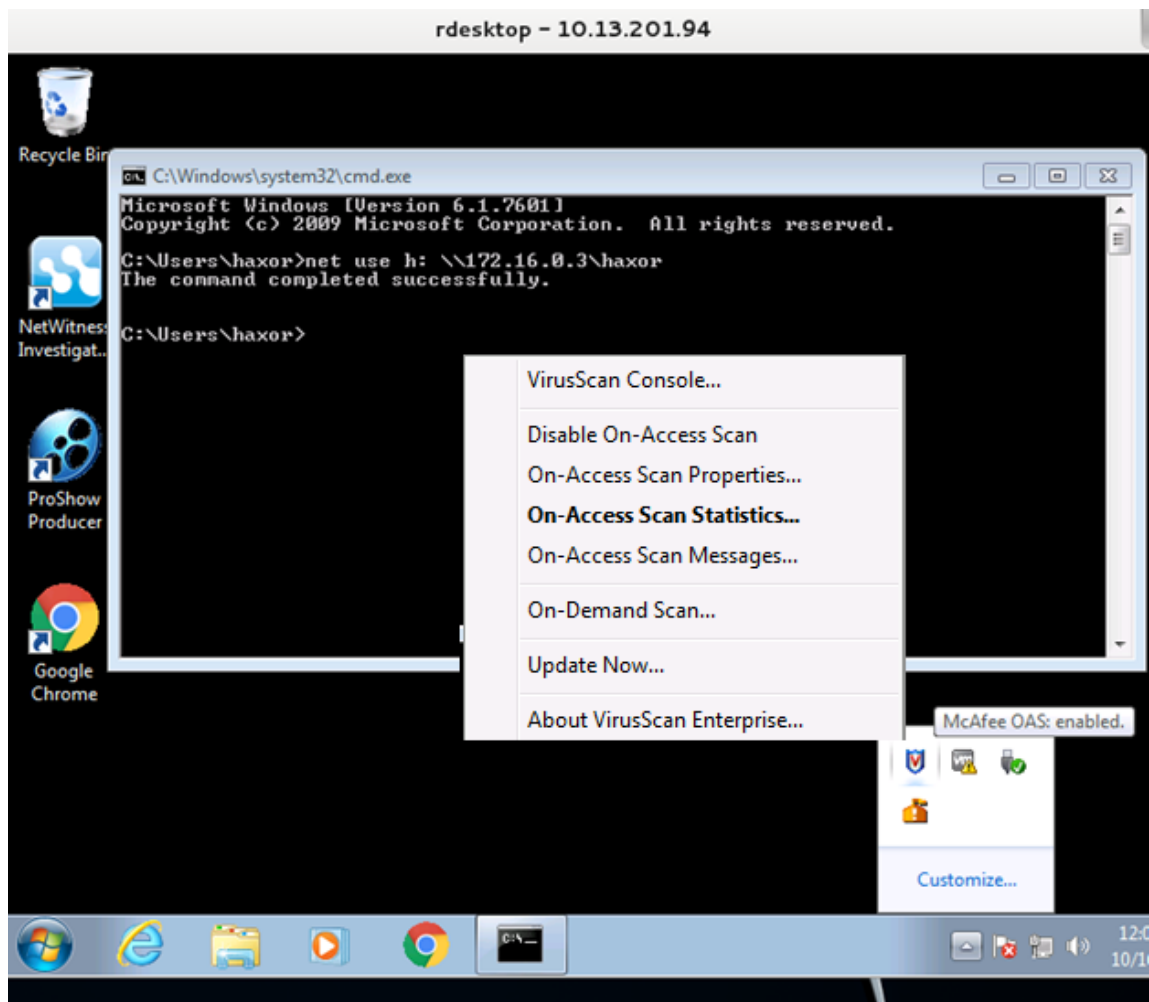 rdesktop - 10.13.201.94
Recycle Bin
C:\Windows\system32\cmd.exe
Microsoft Windows [Version 6.1.7601]
Copyright (c) 2009 Microsoft Corporation. All rights reserved.
C:\Users\haxor>net use h: \\172.16.0.3\haxor
The command completed successfully.
C:\Users\haxor>
NetWitness
Investigat..
ProShow
Producer
Google
Chrome
VirusScan Console...
Disable On-Access Scan
On-Access Scan Properties...
On-Access Scan Statistics...
On-Access Scan Messages...
On-Demand Scan...
Update Now...
About VirusScan Enterprise...
McAfee OAS: enabled.
Customize...